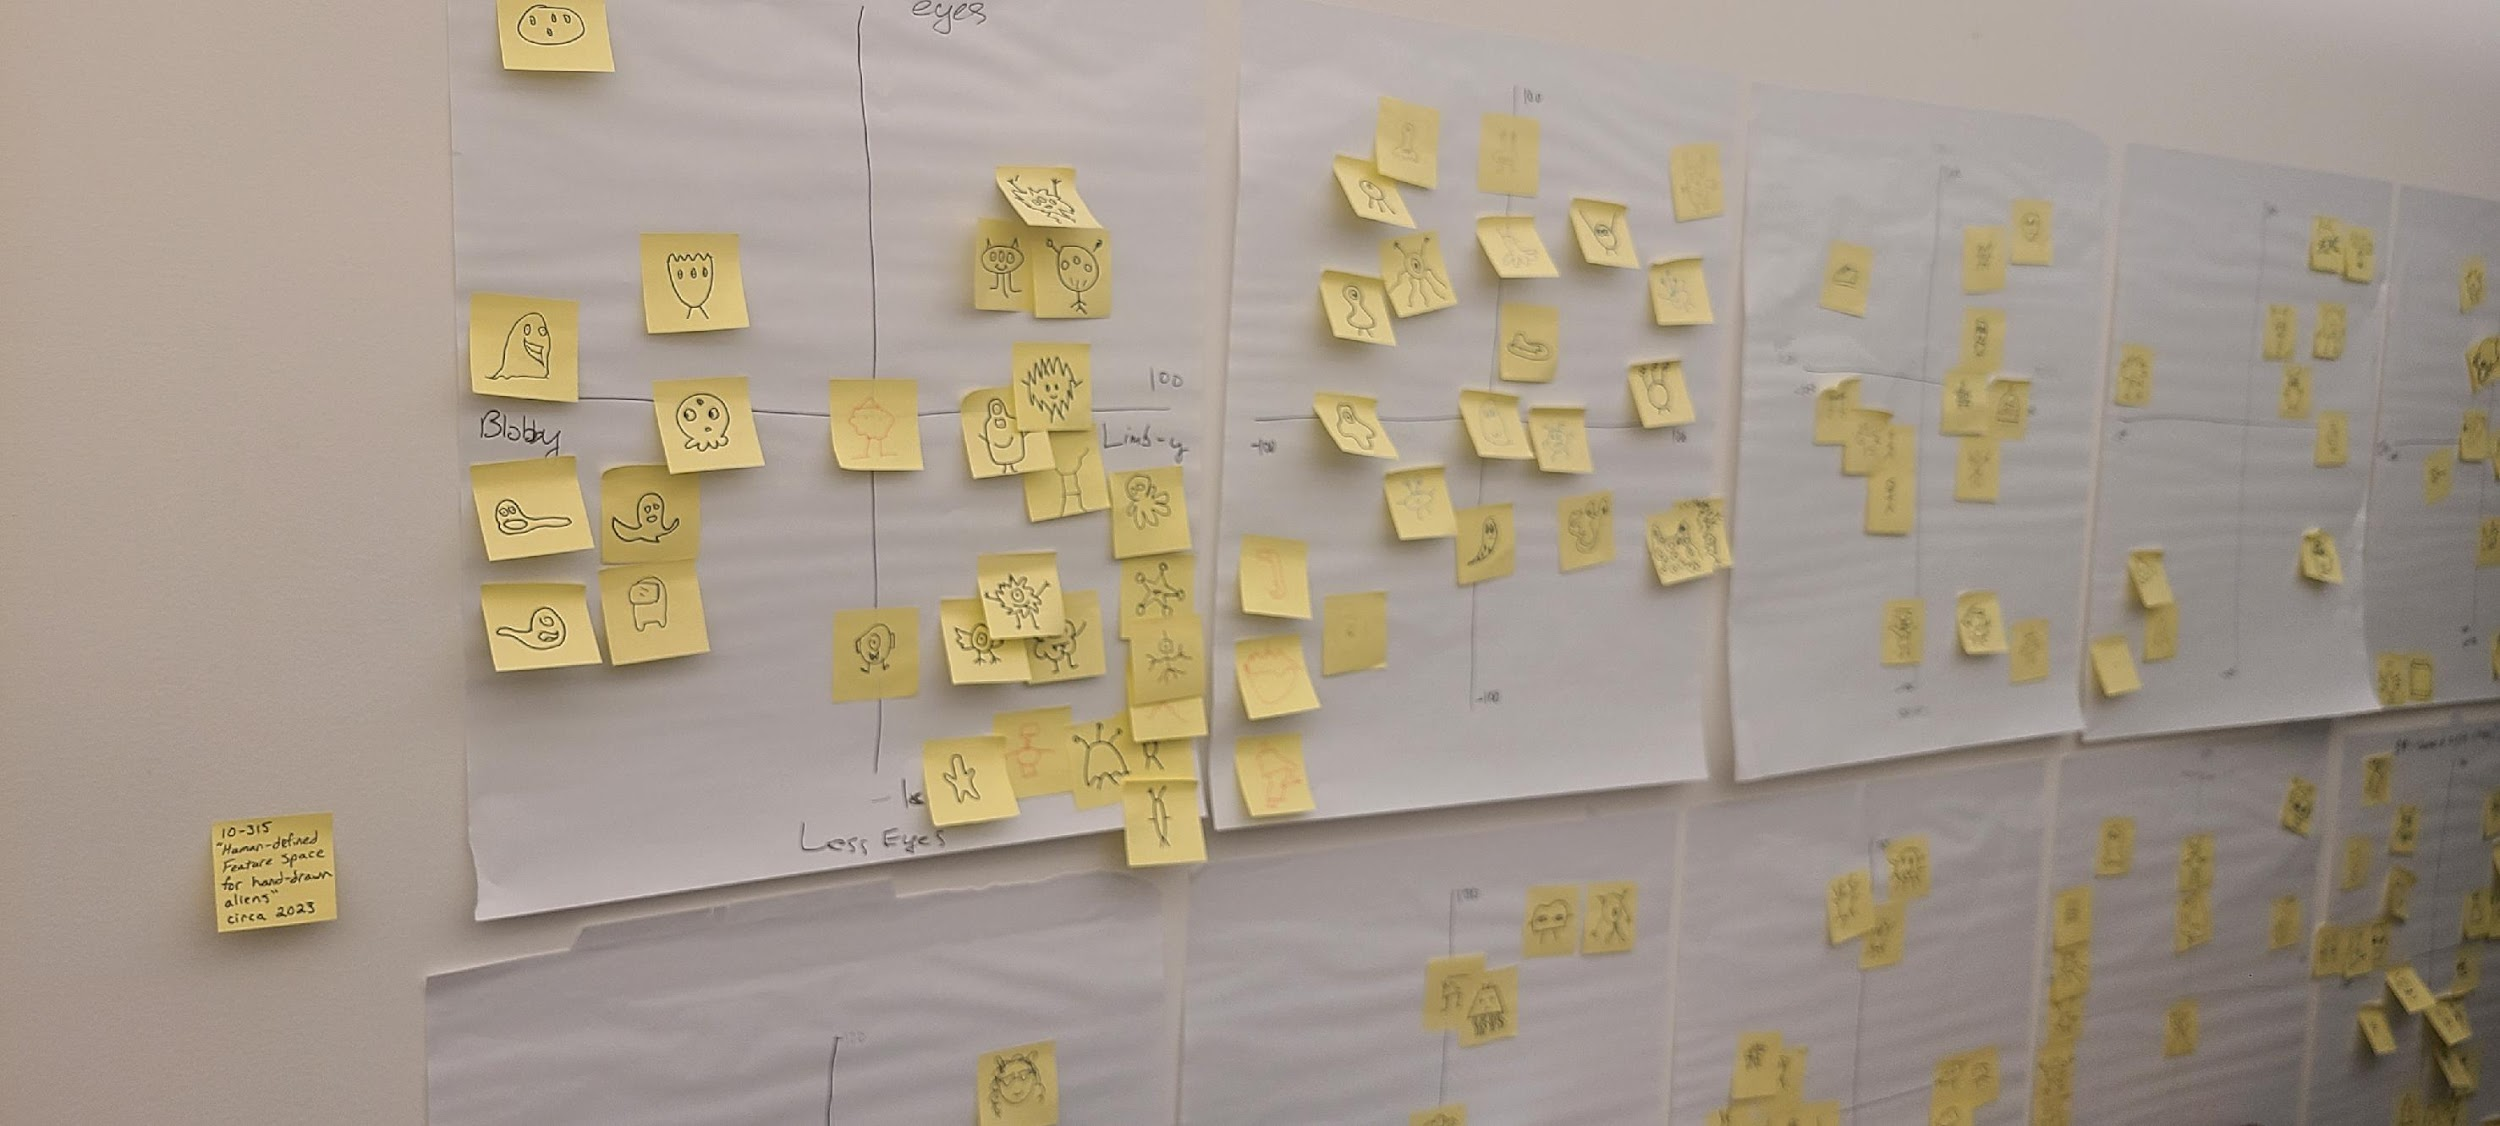 eyes
100
Blobby
Limb-y
Less Eyes
100
-100
100
-100
10-315
"Human-defined
Feature Space
for hand-drawn
aliens"
circa 2023
100